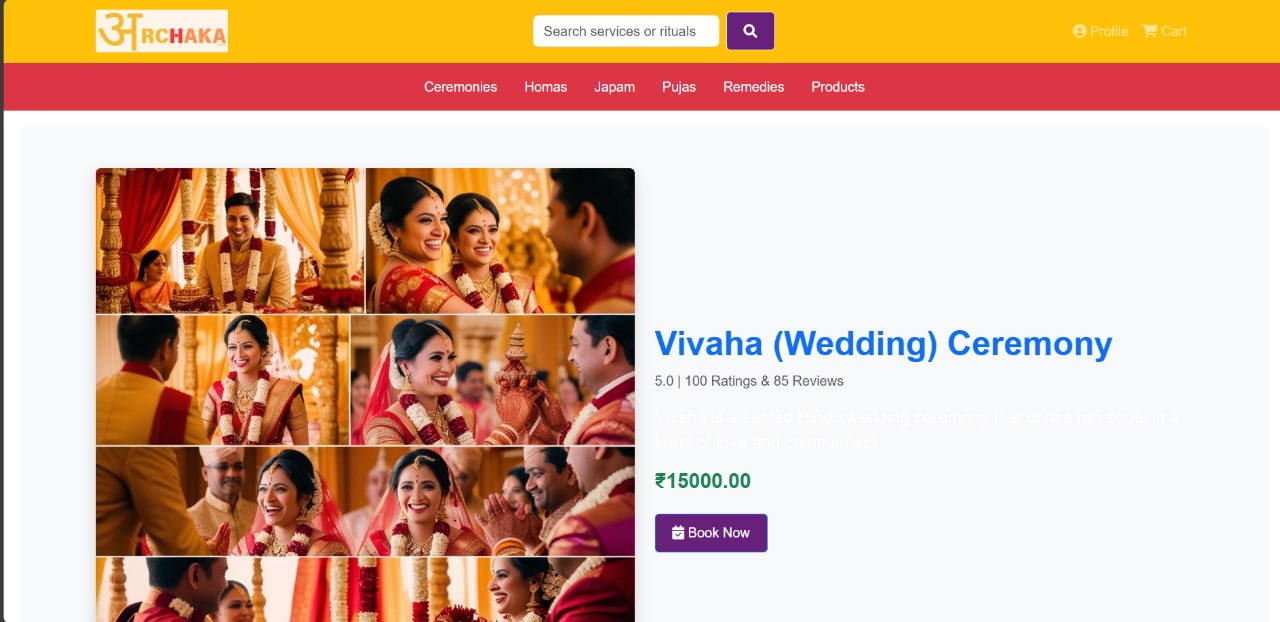 अRCHAKA
Search services or rituals
Profile
Cart
Ceremonies
Homas
Japam
Pujas
Remedies
Products
Vivaha (Wedding) Ceremony
5.0 | 100 Ratings & 85 Reviews
Vivaha is a sacred Hindu wedding ceremony that unites two souls in a
bond of love and commitment.
₹15000.00
Book Now